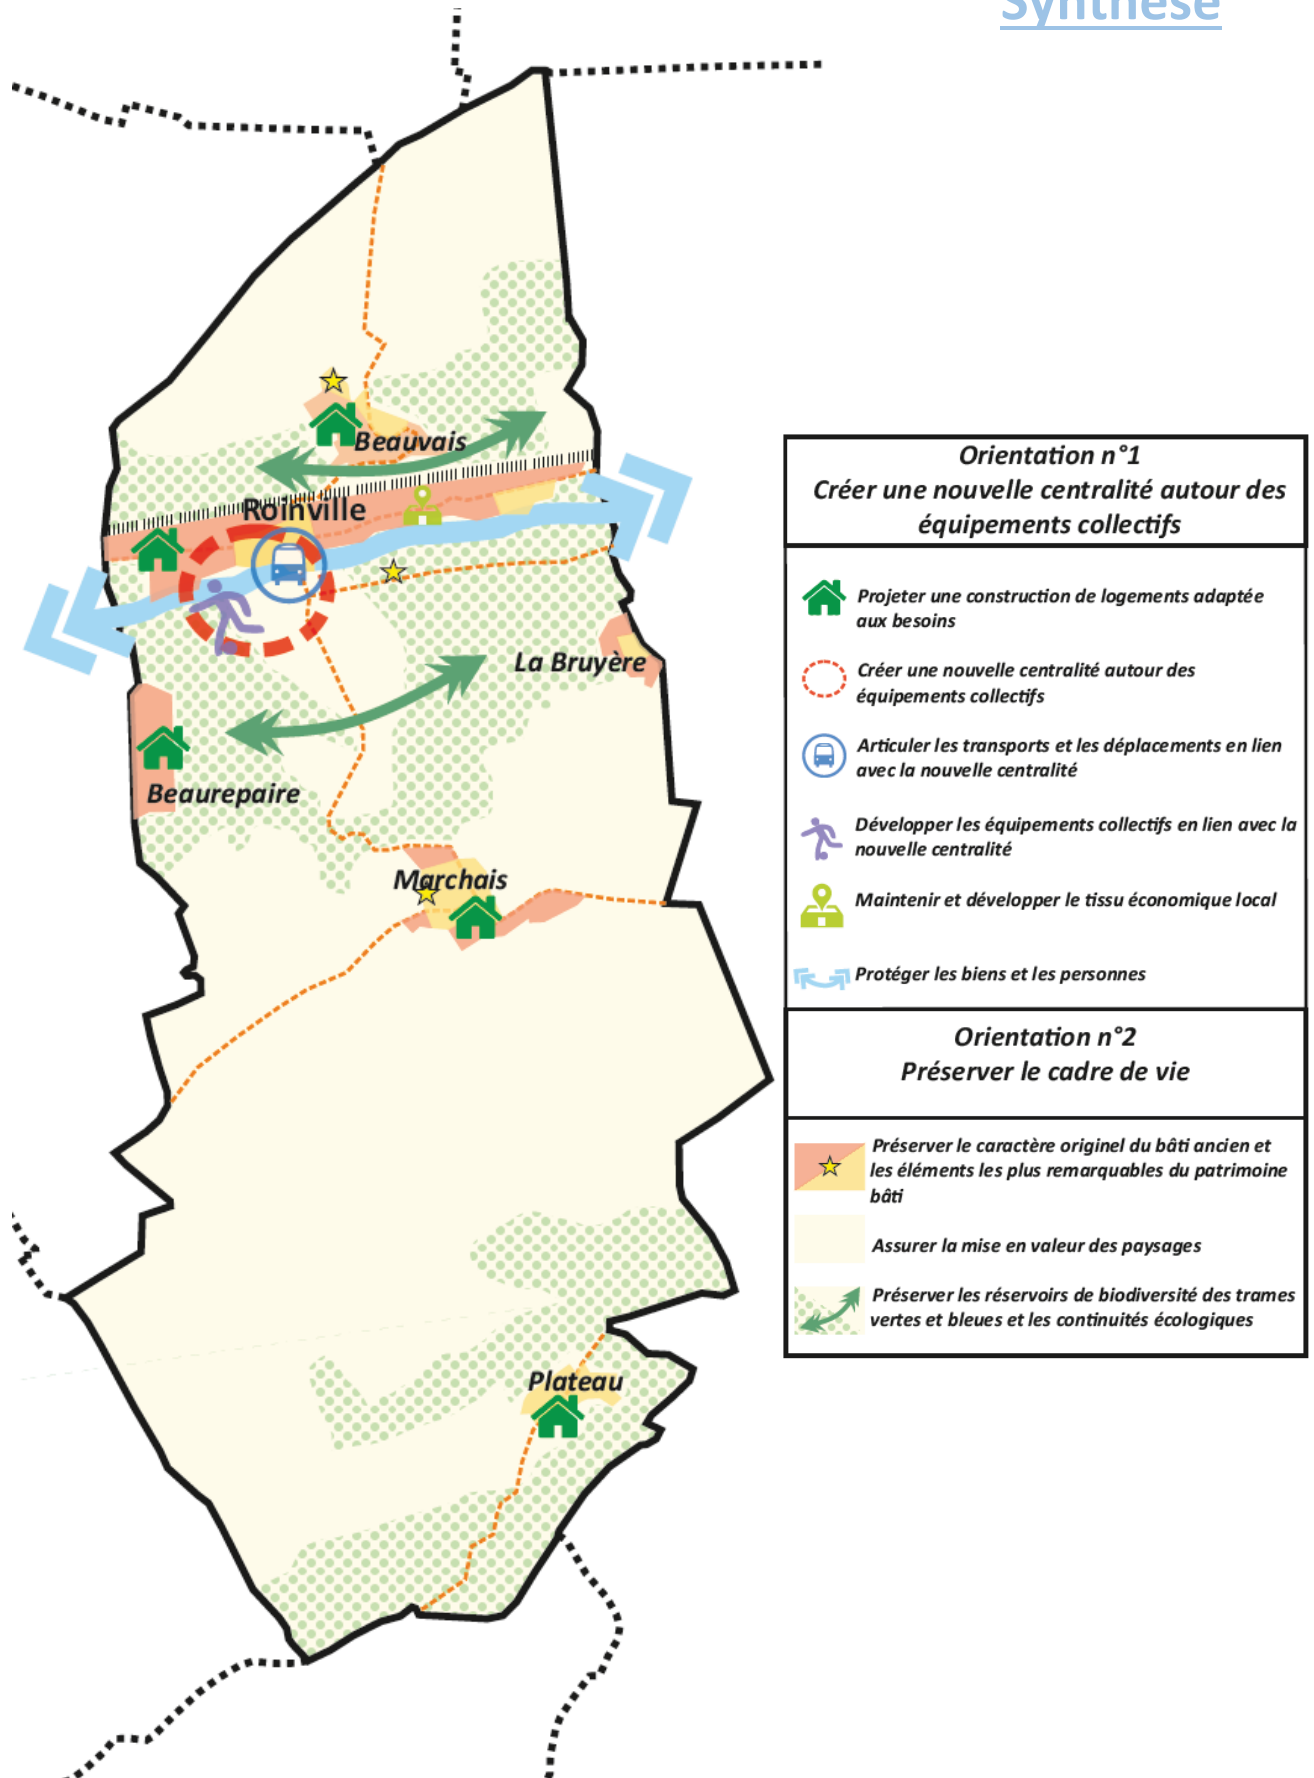 Synthèse
Beauvais
Roinville
La Bruyère
Beaurepaire
Marchais
Plateau
Orientation n°1
Créer une nouvelle centralité autour des
équipements collectifs
Projeter une construction de logements adaptée
aux besoins
Créer une nouvelle centralité autour des
équipements collectifs
Articuler les transports et les déplacements en lien
avec la nouvelle centralité
Développer les équipements collectifs en lien avec la
nouvelle centralité
Maintenir et développer le tissu économique local
Protéger les biens et les personnes
Orientation n°2
Préserver le cadre de vie
Préserver le caractère originel du bâti ancien et
les éléments les plus remarquables du patrimoine
bâti
Assurer la mise en valeur des paysages
Préserver les réservoirs de biodiversité des trames
vertes et bleues et les continuités écologiques